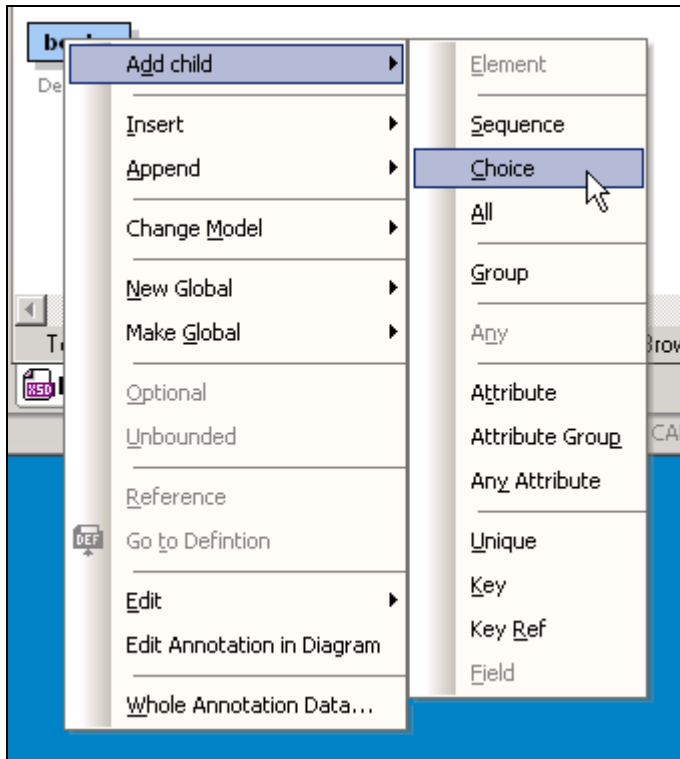 Add child
Insert
Append
Change Model
New Global
Make Global
Optional
Unbounded
Reference
Go to Defintion
Edit
Edit Annotation in Diagram
Whole Annotation Data...
Element
Sequence
Choice
All
Group
Any
Attribute
Attribute Group
Any Attribute
Unique
Key
Key Ref
Field
XSD
DEF